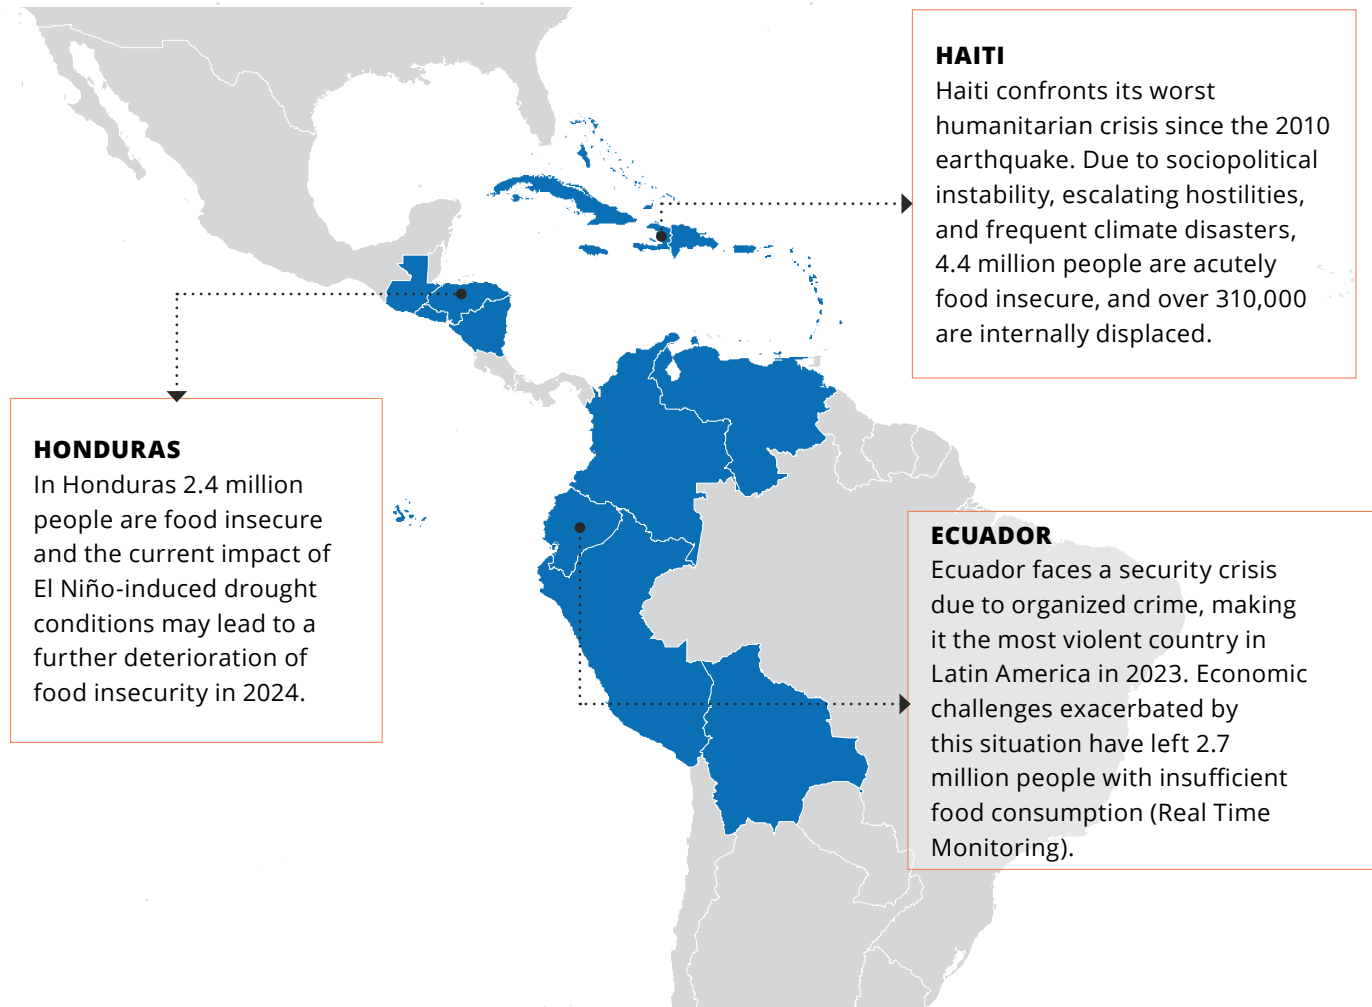 HAITI
Haiti confronts its worst
humanitarian crisis since the 2010
earthquake. Due to sociopolitical
instability, escalating hostilities,
and frequent climate disasters,
4.4 million people are acutely
food insecure, and over 310,000
are internally displaced.
HONDURAS
In Honduras 2.4 million
people are food insecure
and the current impact of
El Niño-induced drought
conditions may lead to a
further deterioration of
food insecurity in 2024.
ECUADOR
Ecuador faces a security crisis
due to organized crime, making
it the most violent country in
Latin America in 2023. Economic
challenges exacerbated by
this situation have left 2.7
million people with insufficient
food consumption (Real Time
Monitoring).